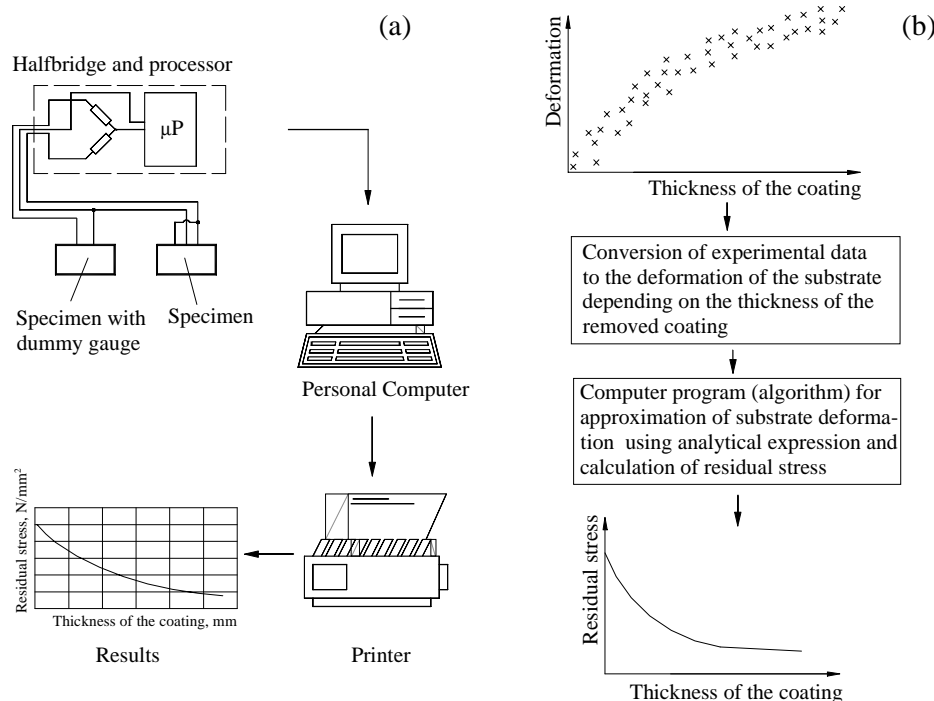 (a)
Halfbridge and processor
μP
Specimen with
dummy gauge
Specimen
Personal Computer
Residual stress, N/mm²
Thickness of the coating, mm
Results
Printer
(b)
Deformation
Thickness of the coating
Conversion of experimental data
to the deformation of the substrate
depending on the thickness of the
removed coating
Computer program (algorithm) for
approximation of substrate deforma-
tion using analytical expression and
calculation of residual stress
Residual stress
Thickness of the coating